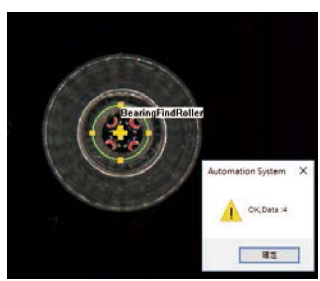 BearingFindRoller
Automation System
OK,Data :4
確定